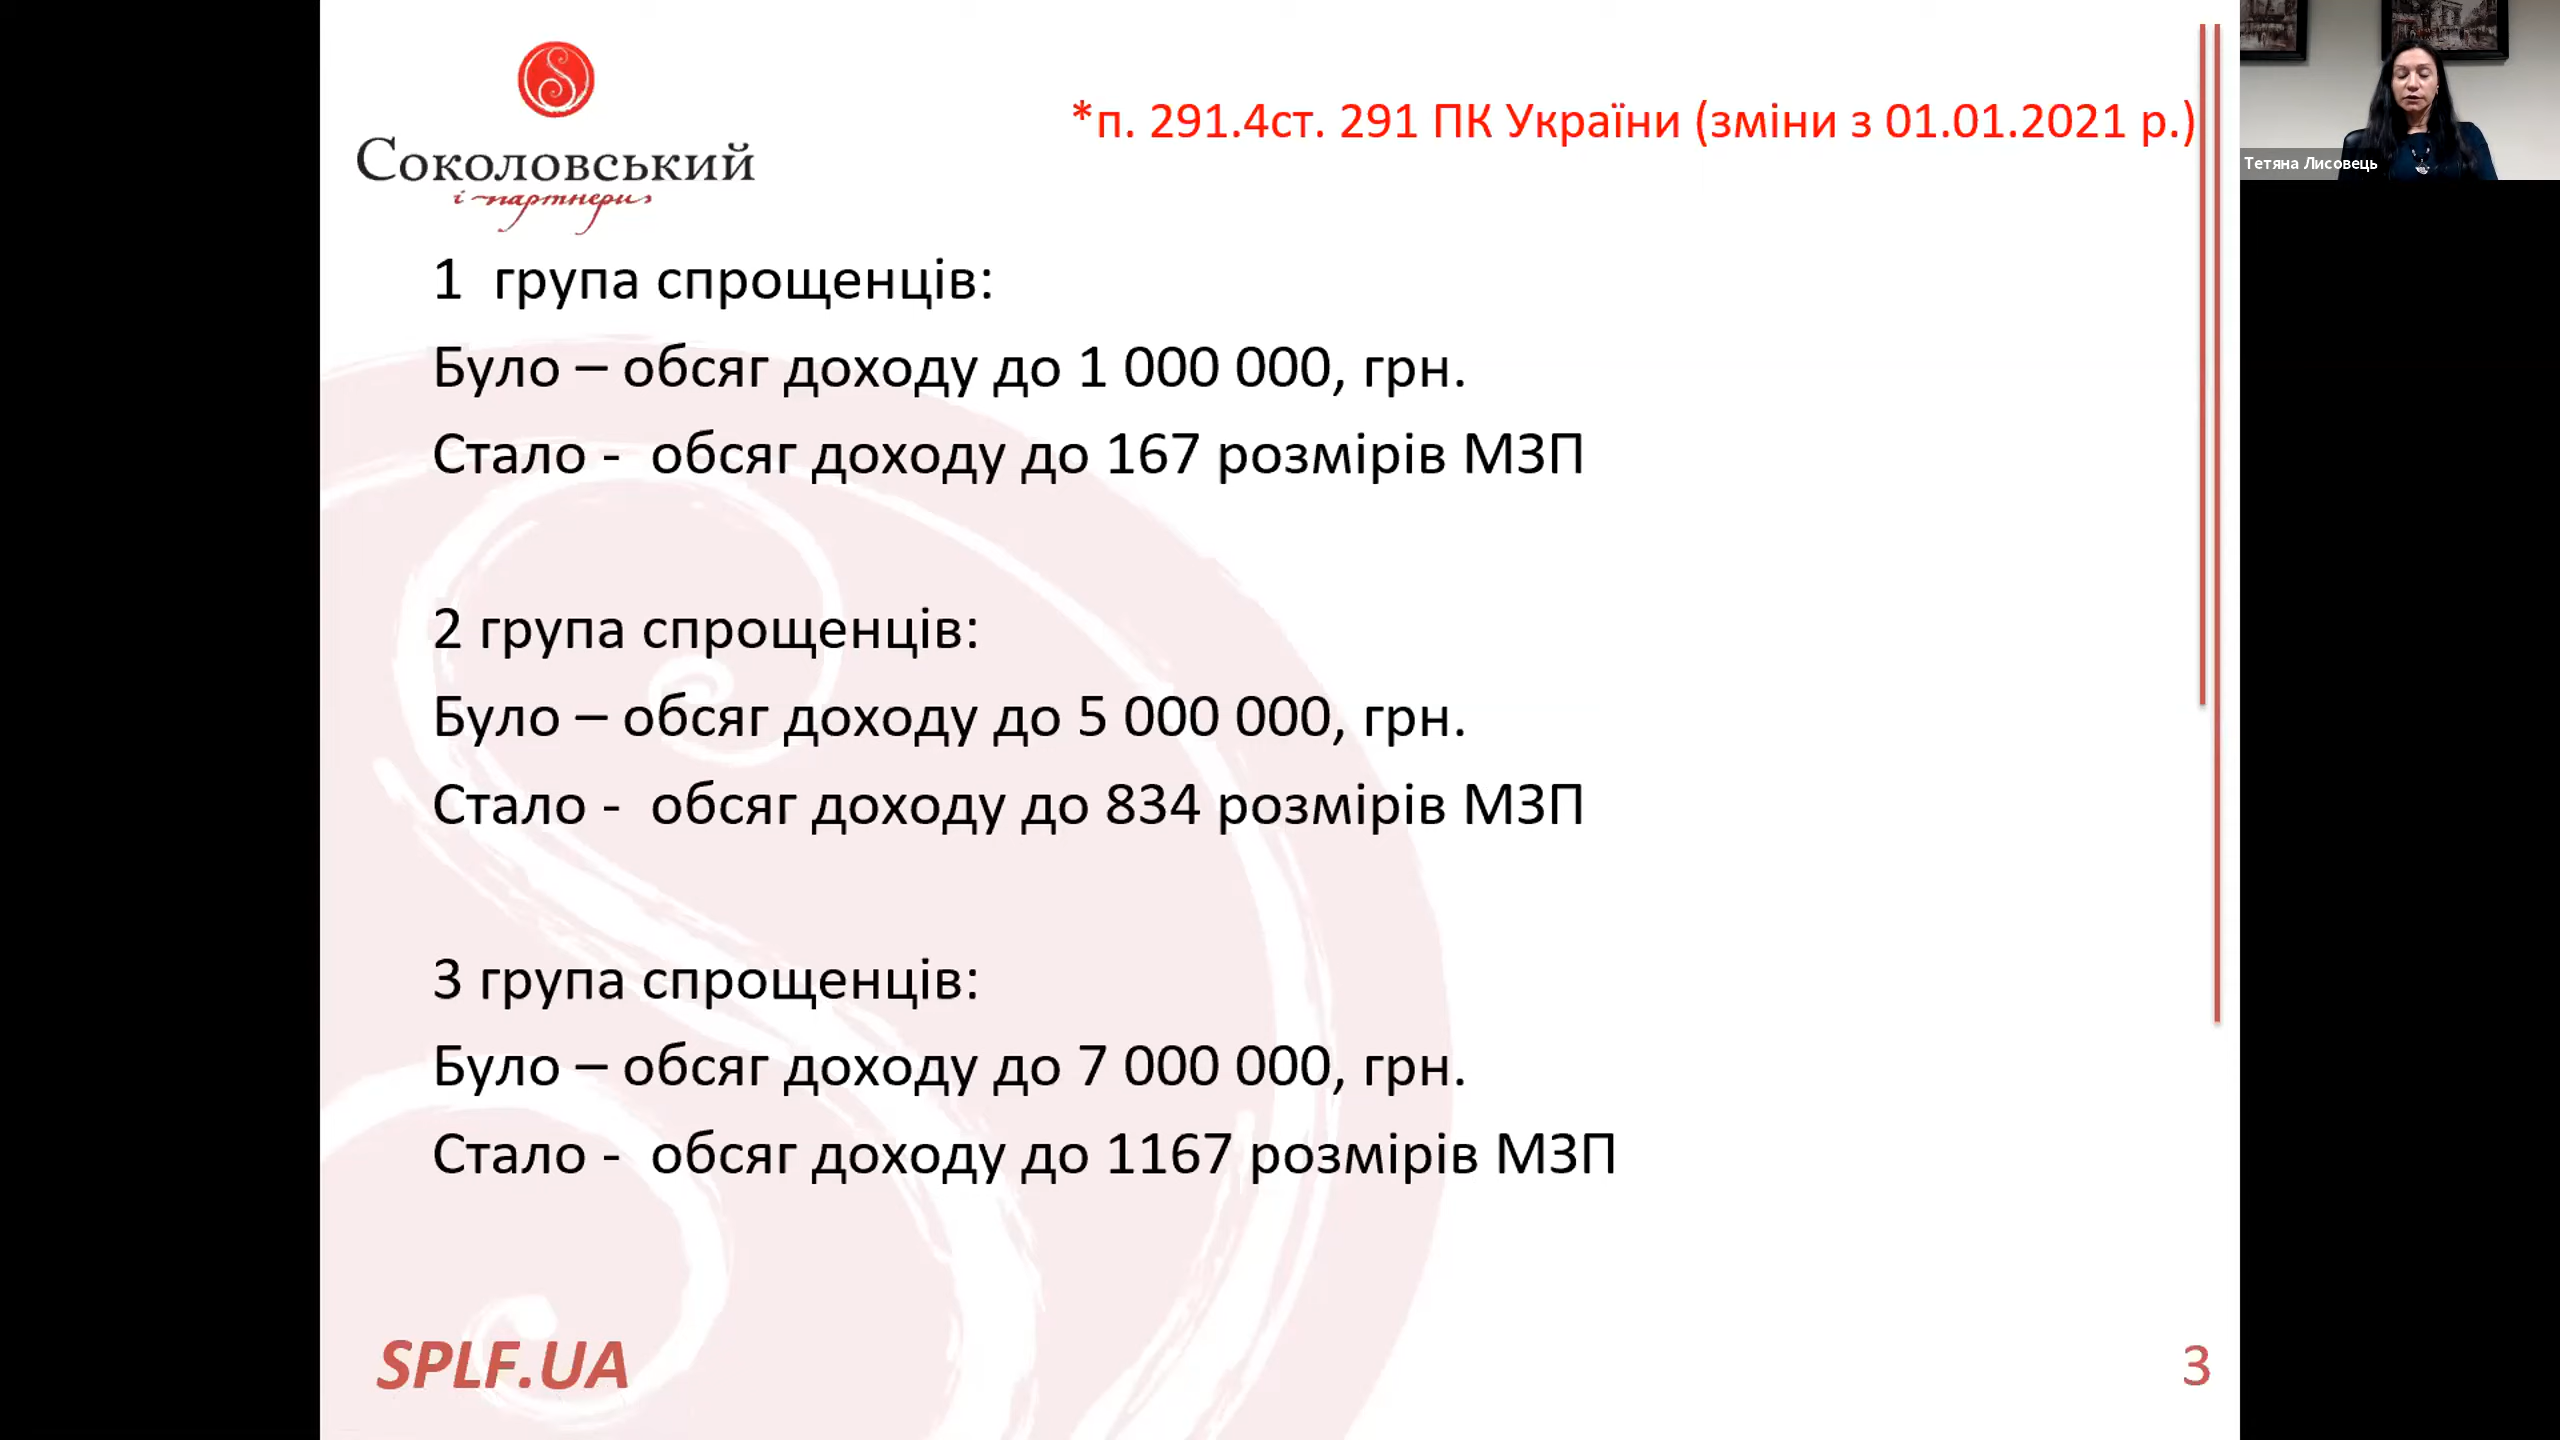 Соколовський
і партнери
*п. 291.4ст. 291 ПК України (зміни з 01.01.2021 р.)
Тетяна Лисовець
1  група спрощенців:
Було – обсяг доходу до 1 000 000, грн.
Стало -  обсяг доходу до 167 розмірів МЗП
2 група спрощенців:
Було – обсяг доходу до 5 000 000, грн.
Стало -  обсяг доходу до 834 розмірів МЗП
3 група спрощенців:
Було – обсяг доходу до 7 000 000, грн.
Стало -  обсяг доходу до 1167 розмірів МЗП
SPLF.UA
3